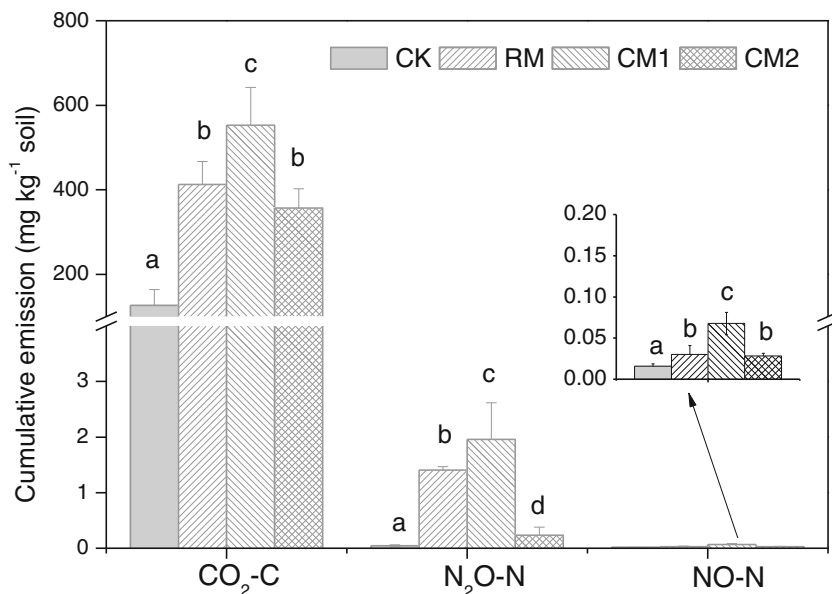 800
600
400
200
3
2
1
0
Cumulative emission (mg kg⁻¹ soil)
CK RM CM1 CM2
a
b
c
b
a
b
c
d
0.20
0.15
0.10
0.05
0.00
a
b
c
b
CO₂-C N₂O-N NO-N